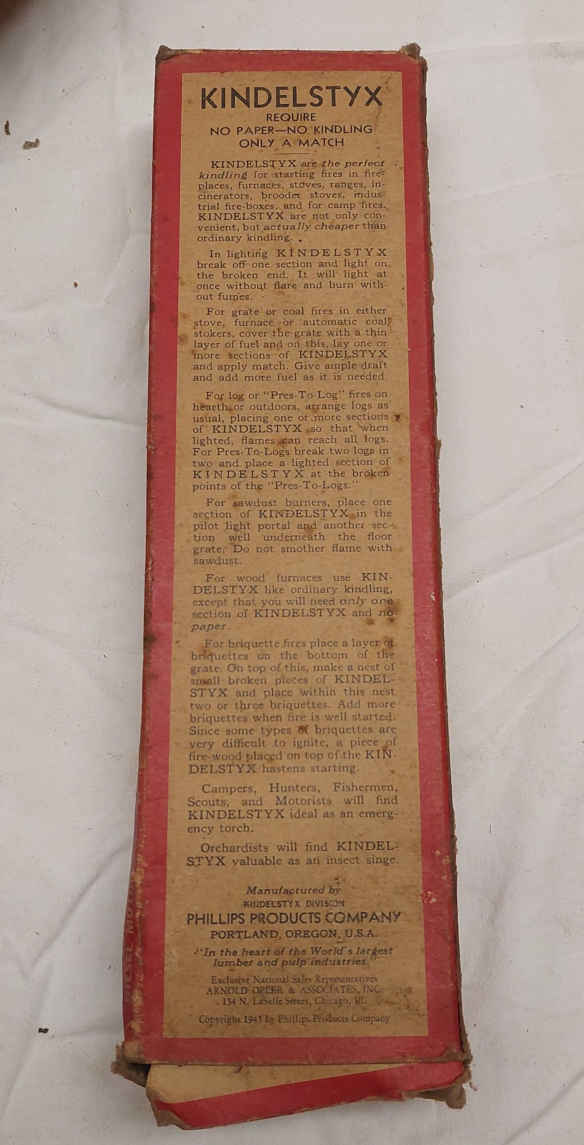 KINDELSTYX
REQUIRE
NO PAPER—NO KINDLING
ONLY A MATCH
KINDELSTYX are the perfect
kindling for starting fires in fire-
places, furnaces, stoves, ranges, in-
cinerators, brooder stoves, indus-
trial fire-boxes, and for camp fires.
KINDELSTYX are not only con-
venient, but actually cheaper than
ordinary kindling.
In lighting KINDELSTYX
break off one section and light on
the broken end. It will light at
once without flare and burn with-
out fumes.
For grate or coal fires in either
stove, furnace or automatic coal
stokers, cover the grate with a thin
layer of fuel and on this, lay one or
more sections of KINDELSTYX
and apply match. Give ample draft
and add more fuel as it is needed.
For log or "Pres-To-Log" fires on
hearth or outdoors, arrange logs as
usual, placing one or more sections
of KINDELSTYX so that when
lighted, flames can reach all logs.
For Pres-To-Logs break two logs in
two and place a lighted section of
KINDELSTYX at the broken
points of the "Pres-To-Logs."
For sawdust burners, place one
section of KINDELSTYX in the
pilot light portal and another sec-
tion well underneath the floor
grate. Do not smother flame with
sawdust.
For wood furnaces use KIN-
DELSTYX like ordinary kindling,
except that you will need only one
section of KINDELSTYX and no
paper.
For briquette fires place a layer of
briquettes on the bottom of the
grate. On top of this, make a nest of
small broken pieces of KINDEL-
STYX and place within this nest
two or three briquettes. Add more
briquettes when fire is well started.
Since some types of briquettes are
very difficult to ignite, a piece of
fire-wood placed on top of the KIN-
DELSTYX hastens starting.
Campers, Hunters, Fishermen,
Scouts, and Motorists will find
KINDELSTYX ideal as an emerg-
ency torch.
Orchardists will find KINDEL-
STYX valuable as an insect singe.
Manufactured by
KINDELSTYX DIVISION
PHILLIPS PRODUCTS COMPANY
PORTLAND, OREGON, U.S.A.
"In the heart of the World's largest
lumber and pulp industries."
Exclusive National Sales Representatives
ARNOLD & ASSOCIATES, INC.
134 N. LaSalle Street, Chicago, Ill.
Copyright 1943 by Phillips Products Company